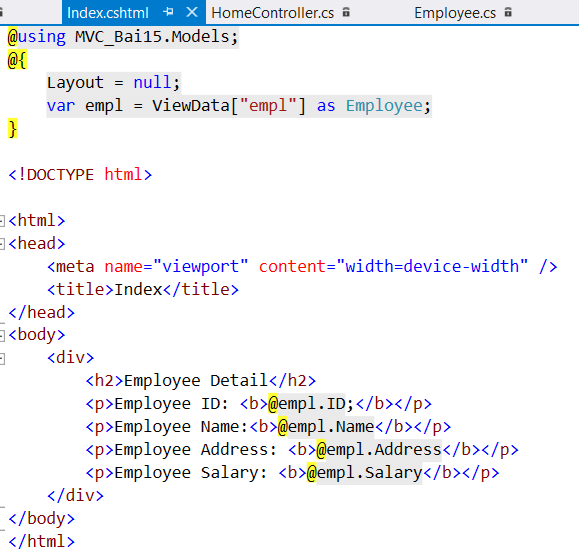 Index.cshtml HomeController.cs Employee.cs
@using MVC_Bai15.Models;
@{
    Layout = null;
    var empl = ViewData["empl"] as Employee;
}
<!DOCTYPE html>
<html>
<head>
    <meta name="viewport" content="width=device-width" />
    <title>Index</title>
</head>
<body>
    <div>
        <h2>Employee Detail</h2>
        <p>Employee ID: <b>@empl.ID;</b></p>
        <p>Employee Name:<b>@empl.Name</b></p>
        <p>Employee Address: <b>@empl.Address</b></p>
        <p>Employee Salary: <b>@empl.Salary</b></p>
    </div>
</body>
</html>